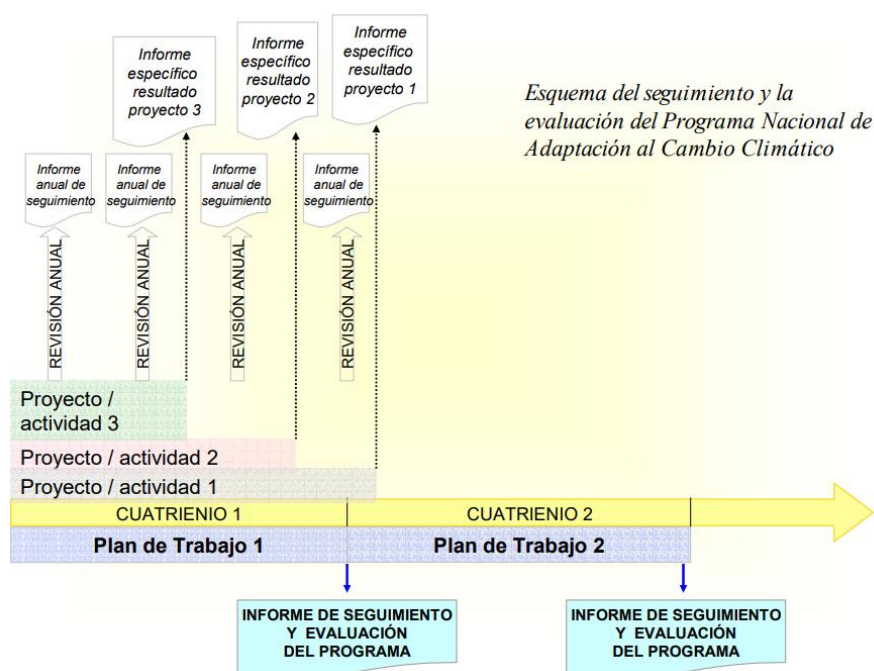 Informe
específico
resultado
proyecto 3
Informe
específico
resultado
proyecto 2
Informe
específico
resultado
proyecto 1
Esquema del seguimiento y la
evaluación del Programa Nacional de
Adaptación al Cambio Climático
Informe
anual de
seguimiento
Informe
anual de
seguimiento
Informe
anual de
seguimiento
Informe
anual de
seguimiento
REVISIÓN ANUAL
REVISIÓN ANUAL
REVISIÓN ANUAL
REVISIÓN ANUAL
Proyecto /
actividad 3
Proyecto / actividad 2
Proyecto / actividad 1
CUATRIENIO 1
CUATRIENIO 2
Plan de Trabajo 1
Plan de Trabajo 2
INFORME DE SEGUIMIENTO
Y EVALUACIÓN
DEL PROGRAMA
INFORME DE SEGUIMIENTO
Y EVALUACIÓN
DEL PROGRAMA